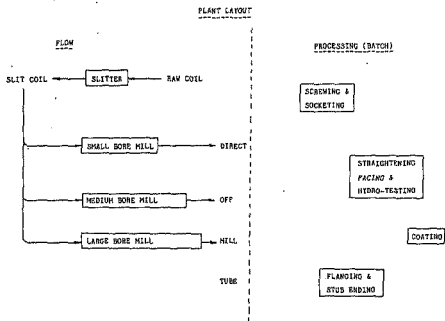 PLANT LAYOUT
FLOW
PROCESSING (BATCH)
SLIT COIL
SLITTER
RAW COIL
SCREWING &
SOCKETING
SMALL BORE MILL
DIRECT
STRAIGHTENING
FACING &
HYDRO-TESTING
MEDIUM BORE MILL
OFF
LARGE BORE MILL
MILL
COATING
TUBE
FLANGING &
STUB ENDING